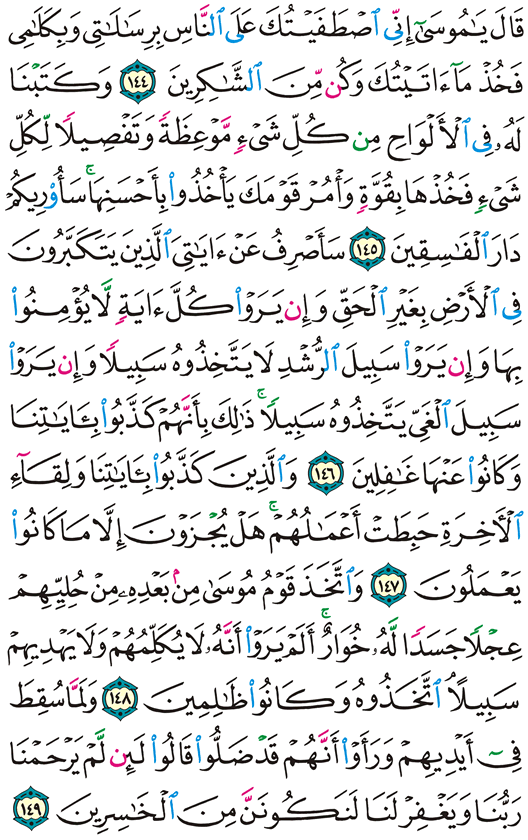 قَالَ يَٰمُوسَىٰٓ إِنِّي ٱصۡطَفَيۡتُكَ عَلَى ٱلنَّاسِ بِرِسَٰلَٰتِي وَبِكَلَٰمِي
فَخُذۡ مَآ ءَاتَيۡتُكَ وَكُن مِّنَ ٱلشَّٰكِرِينَ ١٤٤ وَكَتَبۡنَا
لَهُۥ فِي ٱلۡأَلۡوَاحِ مِن كُلِّ شَيۡءٖ مَّوۡعِظَةٗ وَتَفۡصِيلٗا لِّكُلِّ
شَيۡءٖ فَخُذۡهَا بِقُوَّةٖ وَأۡمُرۡ قَوۡمَكَ يَأۡخُذُواْ بِأَحۡسَنِهَاۚ سَأُوْرِيكُمۡ
دَارَ ٱلۡفَٰسِقِينَ ١٤٥ سَأَصۡرِفُ عَنۡ ءَايَٰتِيَ ٱلَّذِينَ يَتَكَبَّرُونَ
فِي ٱلۡأَرۡضِ بِغَيۡرِ ٱلۡحَقِّ وَإِن يَرَوۡاْ كُلَّ ءَايَةٖ لَّا يُؤۡمِنُواْ
بِهَا وَإِن يَرَوۡاْ سَبِيلَ ٱلرُّشۡدِ لَا يَتَّخِذُوهُ سَبِيلٗا وَإِن يَرَوۡاْ
سَبِيلَ ٱلۡغَيِّ يَتَّخِذُوهُ سَبِيلٗاۚ ذَٰلِكَ بِأَنَّهُمۡ كَذَّبُواْ بِـَٔايَٰتِنَا
وَكَانُواْ عَنۡهَا غَٰفِلِينَ ١٤٦ وَٱلَّذِينَ كَذَّبُواْ بِـَٔايَٰتِنَا وَلِقَآءِ
ٱلۡأٓخِرَةِ حَبِطَتۡ أَعۡمَٰلُهُمۡۚ هَلۡ يُجۡزَوۡنَ إِلَّا مَا كَانُواْ
يَعۡمَلُونَ ١٤٧ وَٱتَّخَذَ قَوۡمُ مُوسَىٰ مِنۢ بَعۡدِهِۦ مِنۡ حُلِيِّهِمۡ
عِجۡلٗا جَسَدٗا لَّهُۥ خُوَارٌۚ أَلَمۡ يَرَوۡاْ أَنَّهُۥ لَا يُكَلِّمُهُمۡ وَلَا يَهۡدِيهِمۡ
سَبِيلًا ٱتَّخَذُوهُ وَكَانُواْ ظَٰلِمِينَ ١٤٨ وَلَمَّا سُقِطَ
فِيٓ أَيۡدِيهِمۡ وَرَأَوۡاْ أَنَّهُمۡ قَدۡ ضَلُّواْ قَالُواْ لَئِن لَّمۡ يَرۡحَمۡنَا
رَبُّنَا وَيَغۡفِرۡ لَنَا لَنَكُونَنَّ مِنَ ٱلۡخَٰسِرِينَ ١٤٩